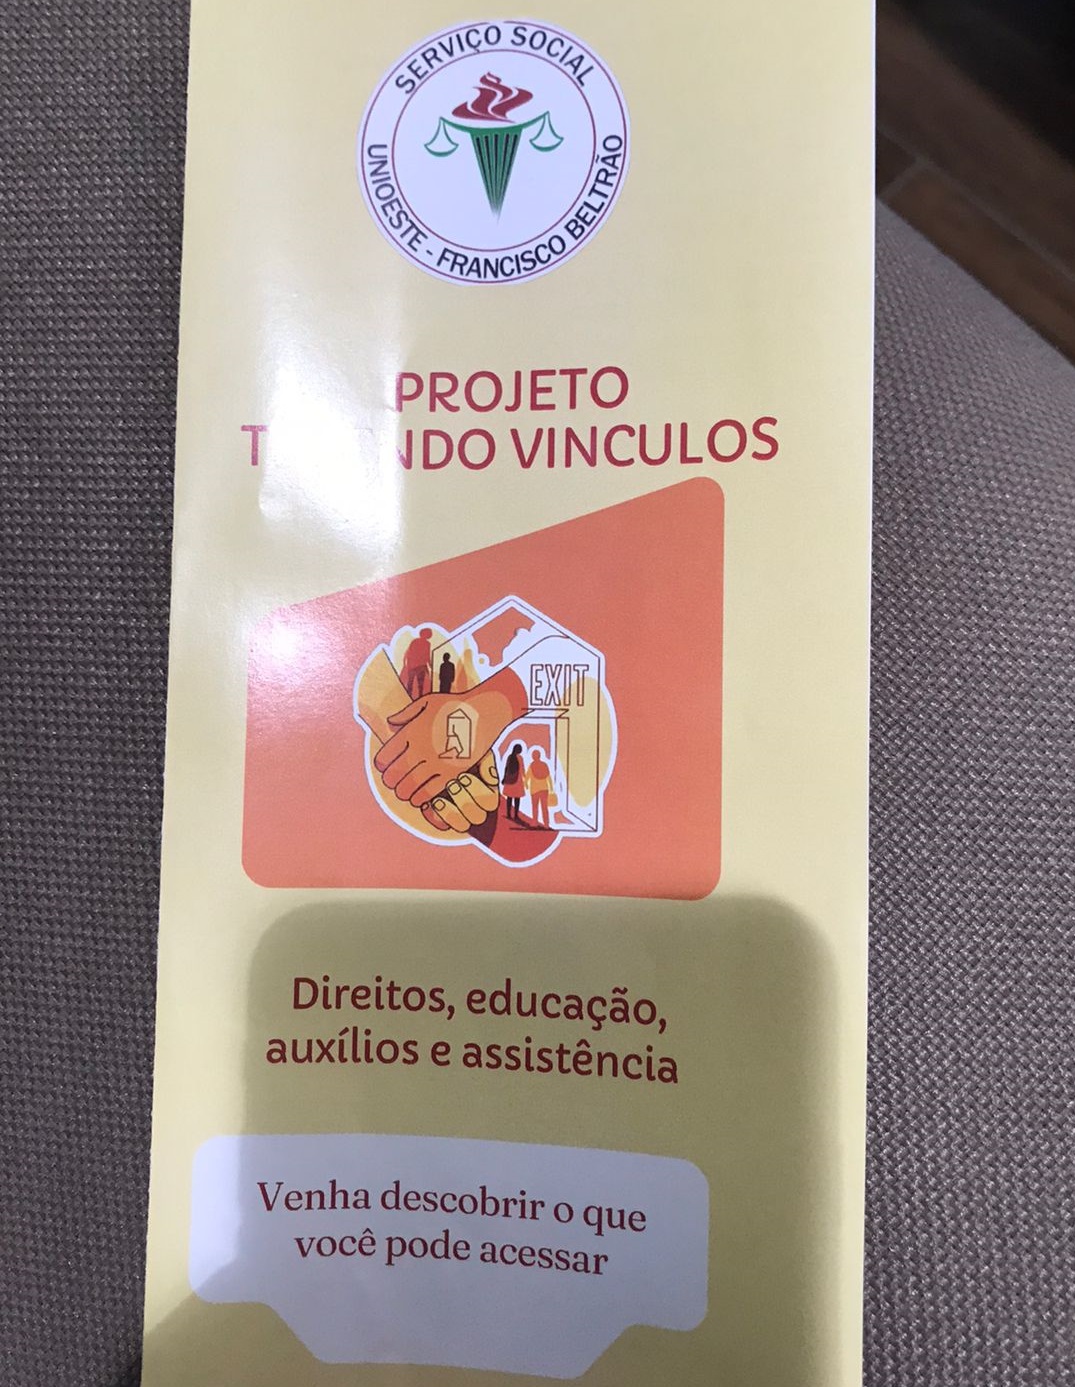 SERVIÇO SOCIAL
UNIOESTE - FRANCISCO BELTRÃO
PROJETO
VINCULOS
EXIT
Direitos, educação,
auxílios e assistência
Venha descobrir o que
você pode acessar